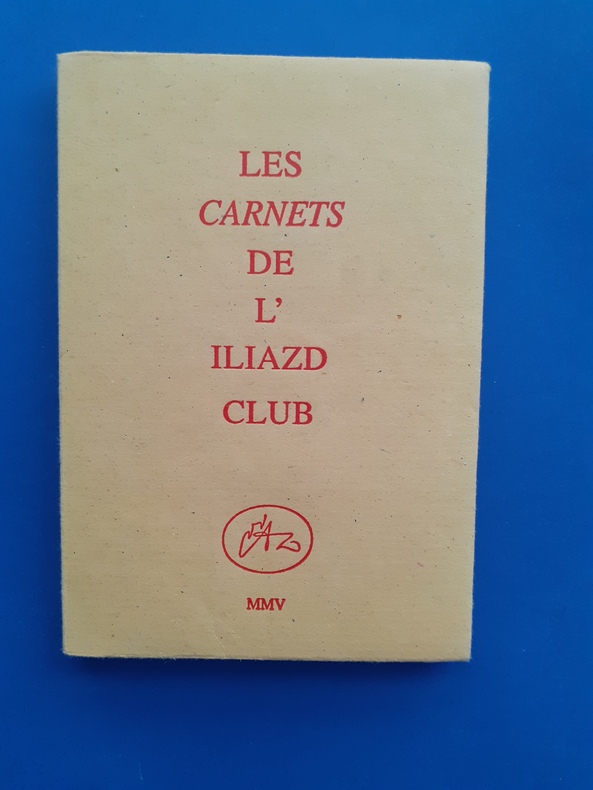 LES
CARNETS
DE
L'
ILIAZD
CLUB
MMV